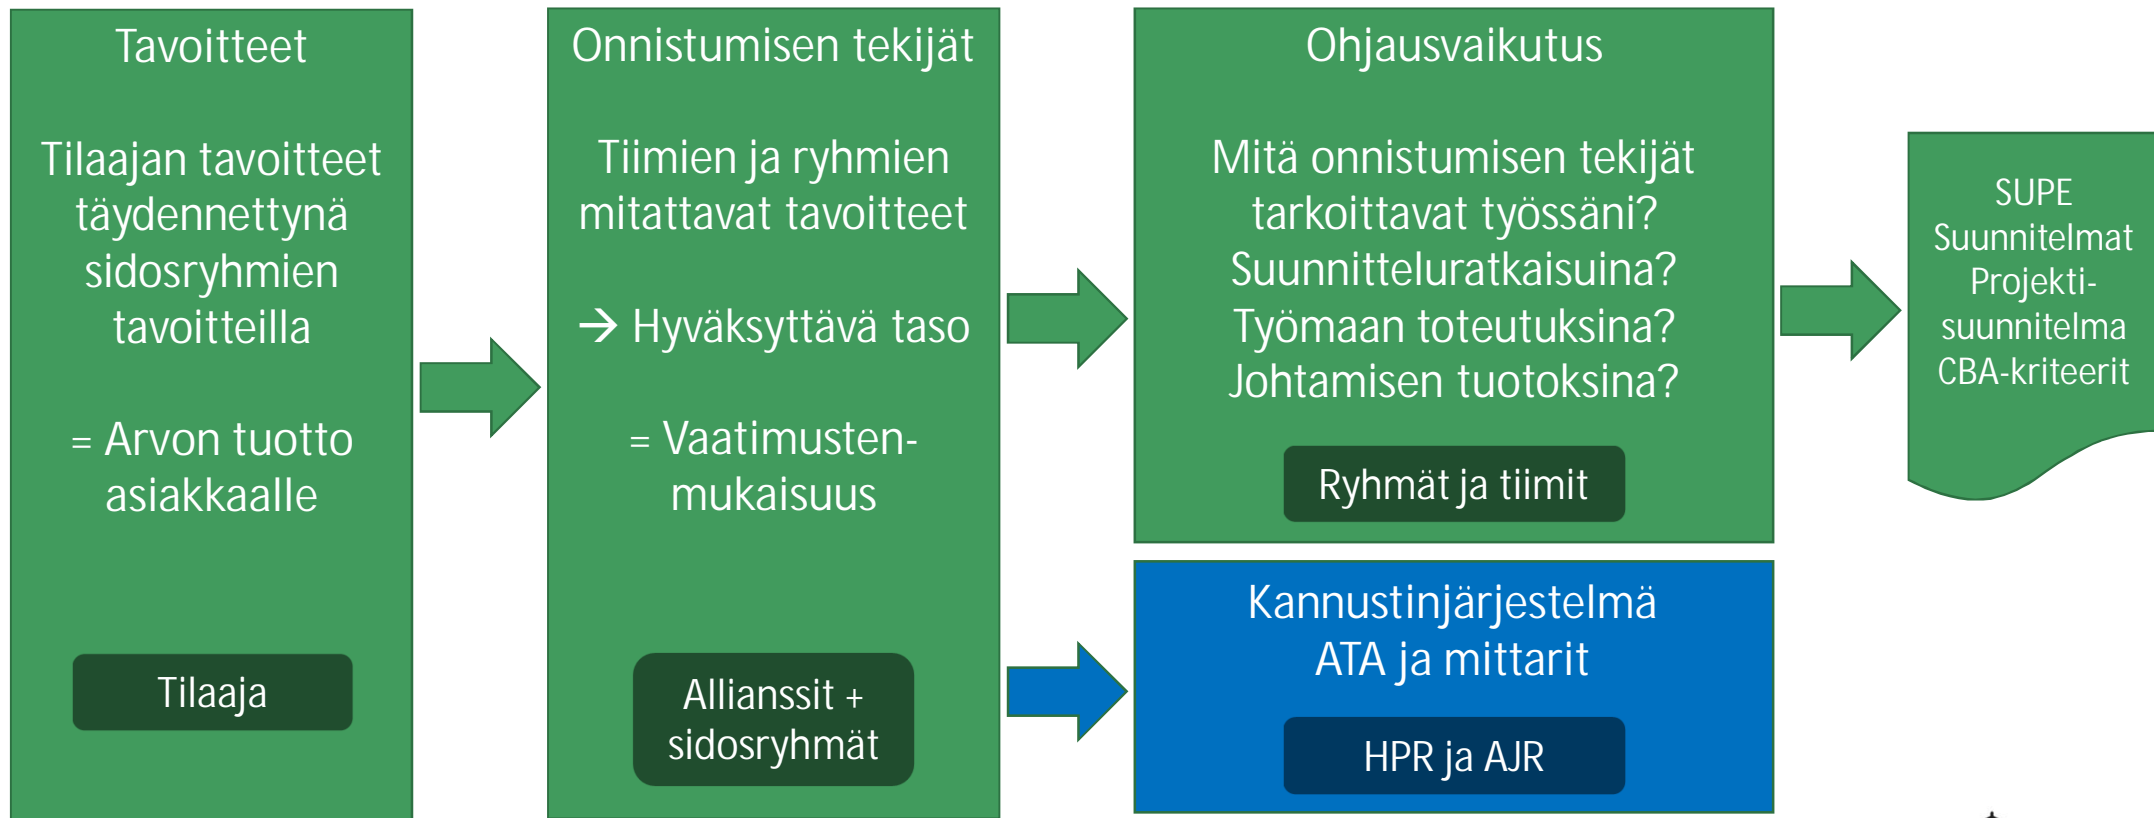 Tavoitteet
Tilaajan tavoitteet
täydennettynä
sidosryhmien
tavoitteilla
= Arvon tuotto
asiakkaalle
Tilaaja
Onnistumisen tekijät
Tiimien ja ryhmien
mitattavat tavoitteet
→ Hyväksyttävä taso
= Vaatimusten-
mukaisuus
Allianssit +
sidosryhmät
Ohjausvaikutus
Mitä onnistumisen tekijät
tarkoittavat työssäni?
Suunnitteluratkaisuina?
Työmaan toteutuksina?
Johtamisen tuotoksina?
Ryhmät ja tiimit
Kannustinjärjestelmä
ATA ja mittarit
HPR ja AJR
SUPE
Suunnitelmat
Projekti-
suunnitelma
CBA-kriteerit